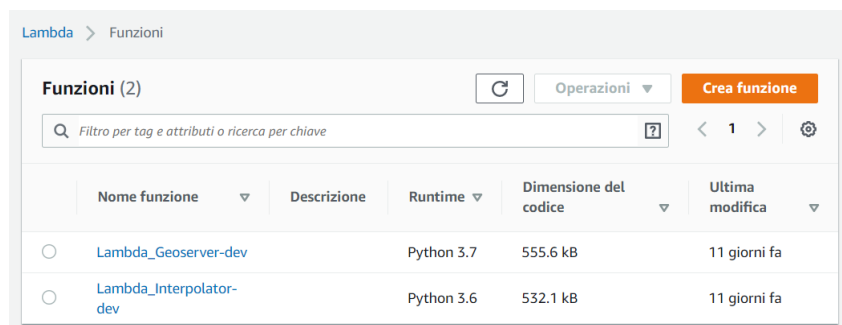 Lambda > Funzioni
Funzioni (2)
Operazioni
Crea funzione
Filtro per tag e attributi o ricerca per chiave
?
< 1 >
Nome funzione
Descrizione
Runtime
Dimensione del
codice
Ultima
modifica
Lambda_Geoserver-dev
Python 3.7
555.6 kB
11 giorni fa
Lambda_Interpolator-
dev
Python 3.6
532.1 kB
11 giorni fa